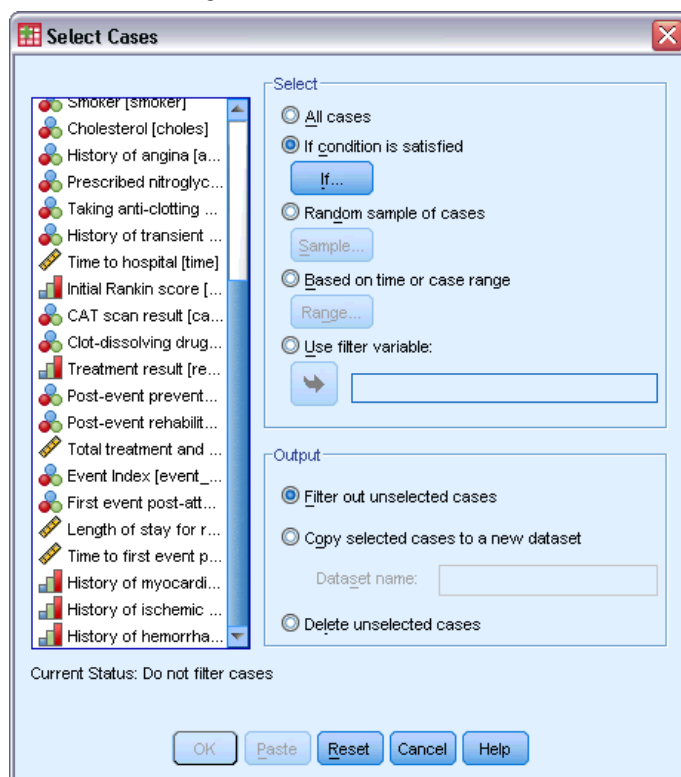 Select Cases
Smoker [smoker]
Cholesterol [choles]
History of angina [a...
Prescribed nitroglyc...
Taking anti-clotting ...
History of transient ...
Time to hospital [time]
Initial Rankin score [...
CAT scan result [ca...
Clot-dissolving drug...
Treatment result [re...
Post-event prevent...
Post-event rehabilit...
Total treatment and ...
Event Index [event_...
First event post-att...
Length of stay for r...
Time to first event p...
History of myocardi...
History of ischemic ...
History of hemorrha...
Select
All cases
If condition is satisfied
If...
Random sample of cases
Sample...
Based on time or case range
Range...
Use filter variable:
Output
Filter out unselected cases
Copy selected cases to a new dataset
Dataset name:
Delete unselected cases
Current Status: Do not filter cases
OK Paste Reset Cancel Help